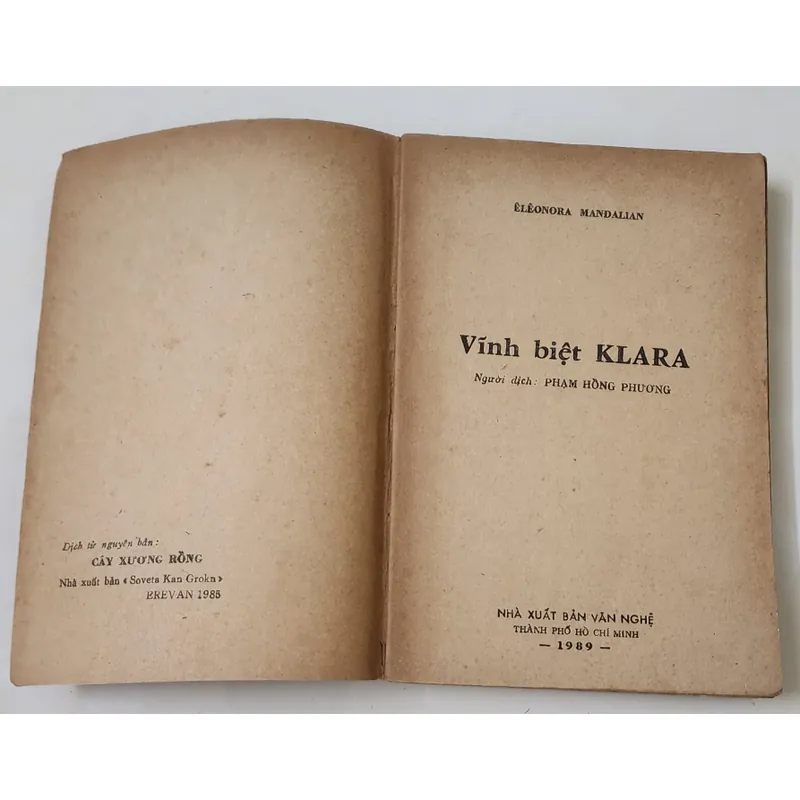 Dịch từ nguyên bản:
CÂY XƯƠNG RỒNG
Nhà xuất bản « Soveta Kan Grokn »
EREVAN 1985
ÊLÊONORA MANDALIAN
Vĩnh biệt KLARA
Người dịch: PHẠM HỒNG PHƯƠNG
NHÀ XUẤT BẢN VĂN NGHỆ
THÀNH PHỐ HỒ CHÍ MINH
— 1989 —